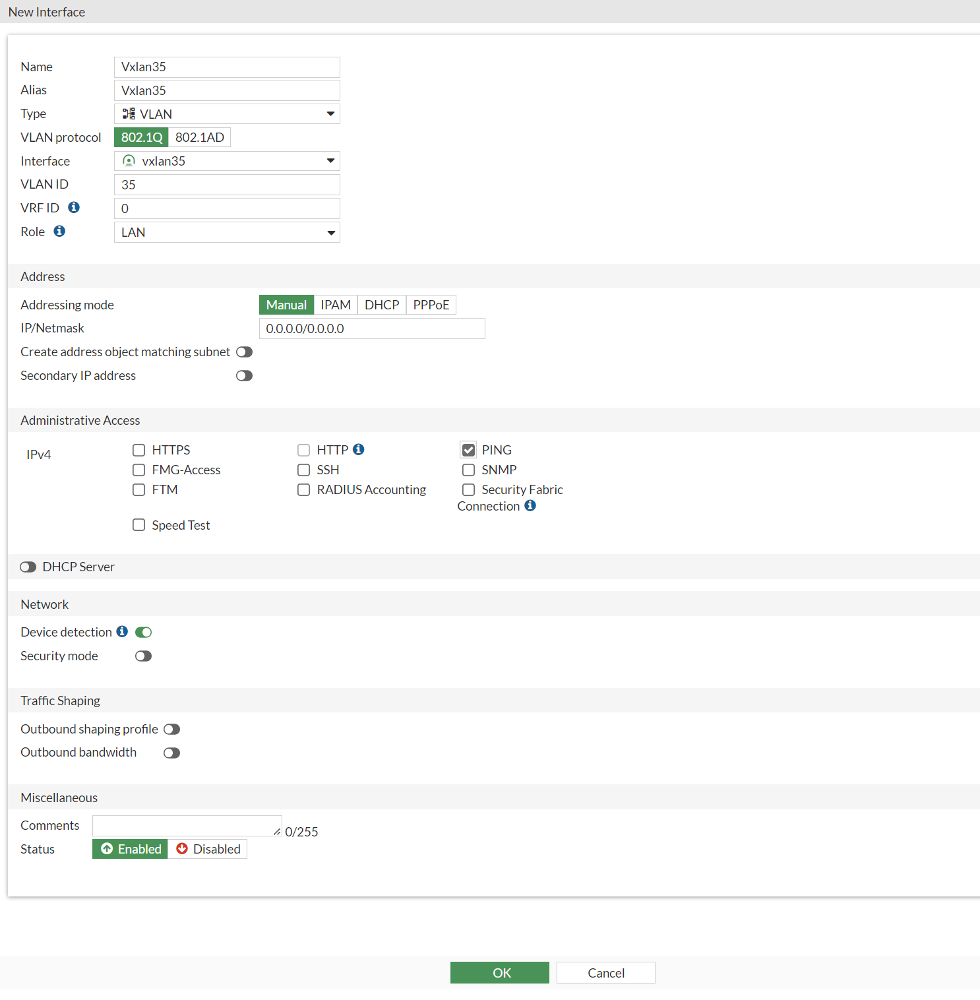 New Interface
Name Vxlan35
Alias Vxlan35
Type VLAN
VLAN protocol 802.1Q 802.1AD
Interface vxlan35
VLAN ID 35
VRF ID 0
Role LAN
Address
Addressing mode Manual IPAM DHCP PPPoE
IP/Netmask 0.0.0.0/0.0.0.0
Create address object matching subnet
Secondary IP address
Administrative Access
IPv4 HTTPS HTTP PING
FMG-Access SSH SNMP
FTM RADIUS Accounting Security Fabric
Connection
Speed Test
DHCP Server
Network
Device detection
Security mode
Traffic Shaping
Outbound shaping profile
Outbound bandwidth
Miscellaneous
Comments 0/255
Status Enabled Disabled
OK Cancel